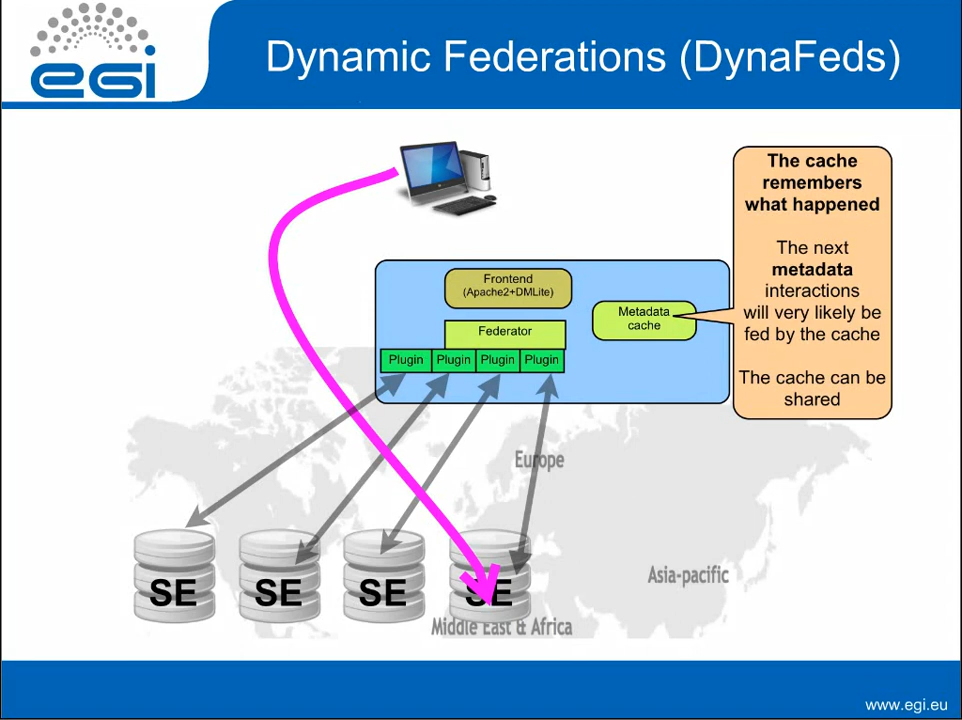 egi
Dynamic Federations (DynaFeds)
The cache
remembers
what happened
The next
metadata
interactions
will very likely be
fed by the cache
The cache can be
shared
Frontend
(Apache2+DMLite)
Metadata
cache
Federator
Plugin Plugin Plugin Plugin
Europe
Asia-pacific
SE SE SE SE
Middle East & Africa
www.egi.eu